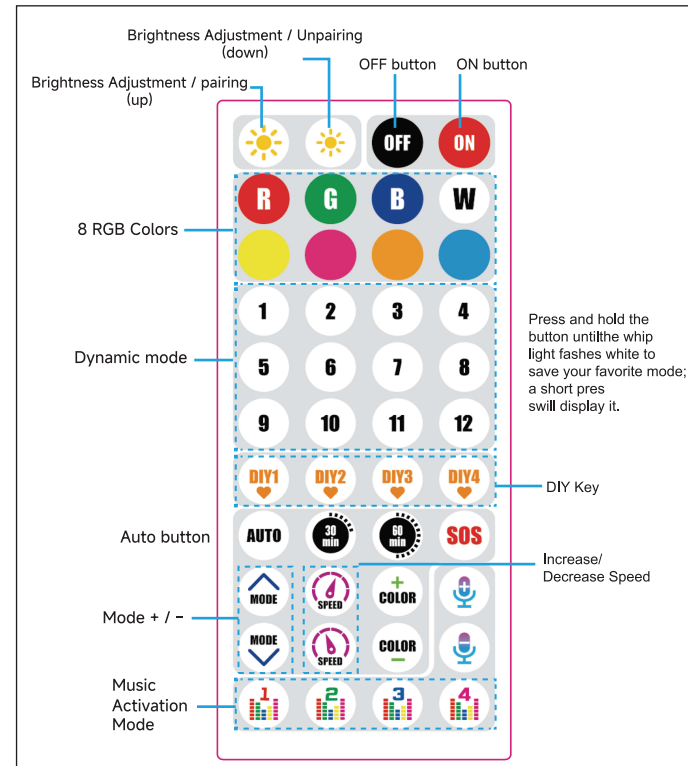 Brightness Adjustment / Unpairing
(down)
OFF button
ON button
Brightness Adjustment / pairing
(up)
OFF
ON
R
G
B
W
8 RGB Colors
1
2
3
4
Press and hold the
button untilthe whip
light fashes white to
save your favorite mode;
a short pres
swill display it.
Dynamic mode
5
6
7
8
9
10
11
12
DIY1
DIY2
DIY3
DIY4
DIY Key
Auto button
AUTO
30
min
60
min
SOS
Increase/
Decrease Speed
MODE
SPEED
+
COLOR
Mode + / -
MODE
SPEED
COLOR
-
Music
Activation
Mode
1
2
3
4